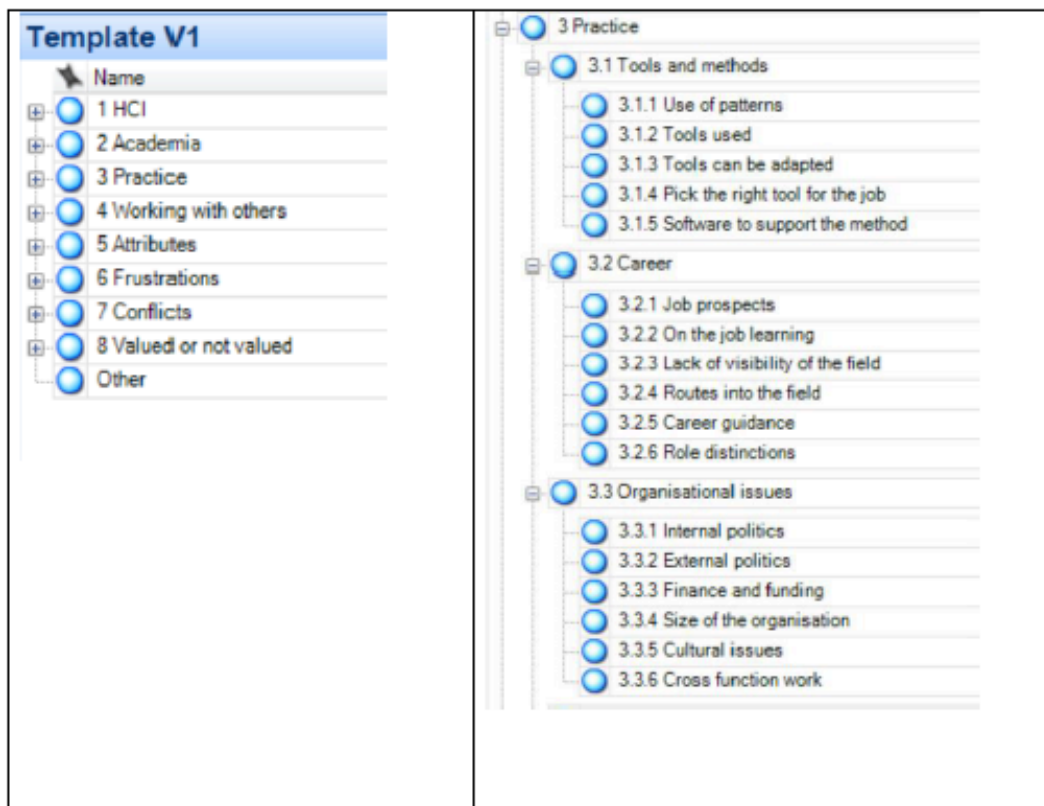 Template V1
Name
1 HCI
2 Academia
3 Practice
4 Working with others
5 Attributes
6 Frustrations
7 Conflicts
8 Valued or not valued
Other
3 Practice
3.1 Tools and methods
3.1.1 Use of patterns
3.1.2 Tools used
3.1.3 Tools can be adapted
3.1.4 Pick the right tool for the job
3.1.5 Software to support the method
3.2 Career
3.2.1 Job prospects
3.2.2 On the job learning
3.2.3 Lack of visibility of the field
3.2.4 Routes into the field
3.2.5 Career guidance
3.2.6 Role distinctions
3.3 Organisational issues
3.3.1 Internal politics
3.3.2 External politics
3.3.3 Finance and funding
3.3.4 Size of the organisation
3.3.5 Cultural issues
3.3.6 Cross function work